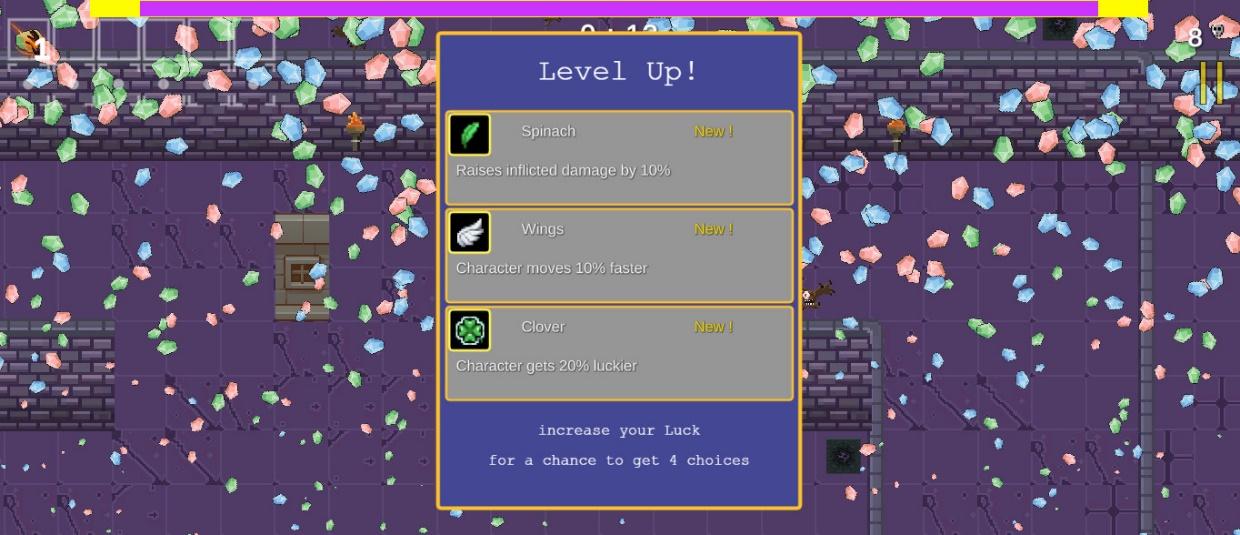 1
8
Level Up!
Spinach New !
Raises inflicted damage by 10%
Wings New !
Character moves 10% faster
Clover New !
Character gets 20% luckier
increase your Luck
for a chance to get 4 choices